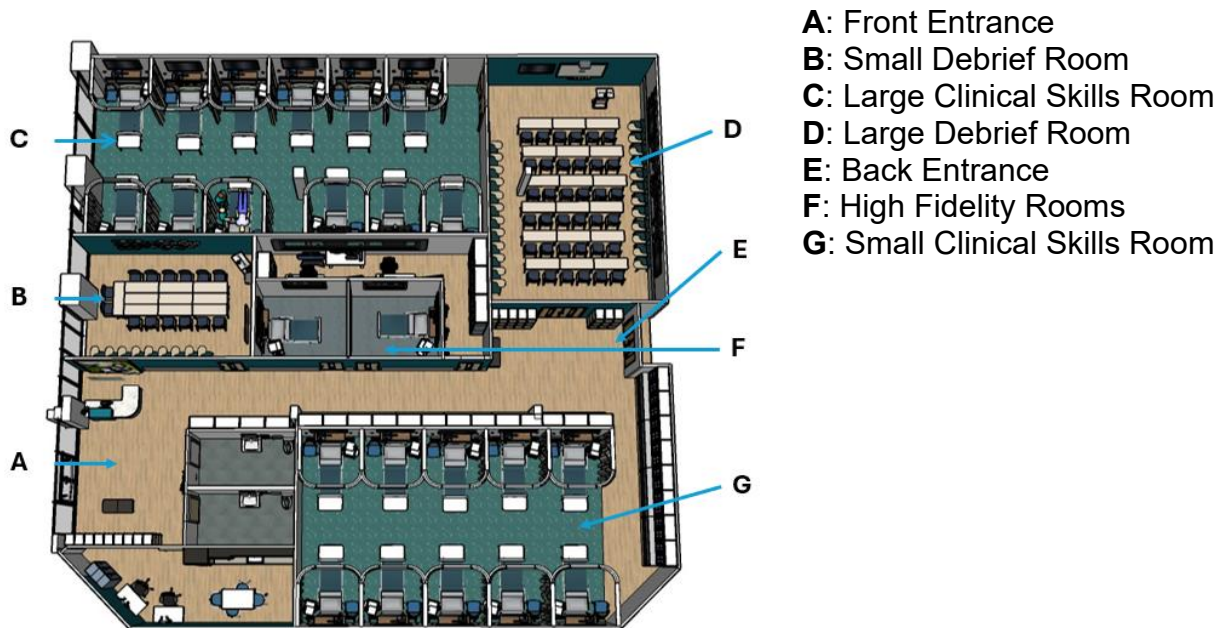 A: Front Entrance
B: Small Debrief Room
C: Large Clinical Skills Room
D: Large Debrief Room
E: Back Entrance
F: High Fidelity Rooms
G: Small Clinical Skills Room
C
D
E
B
F
A
G